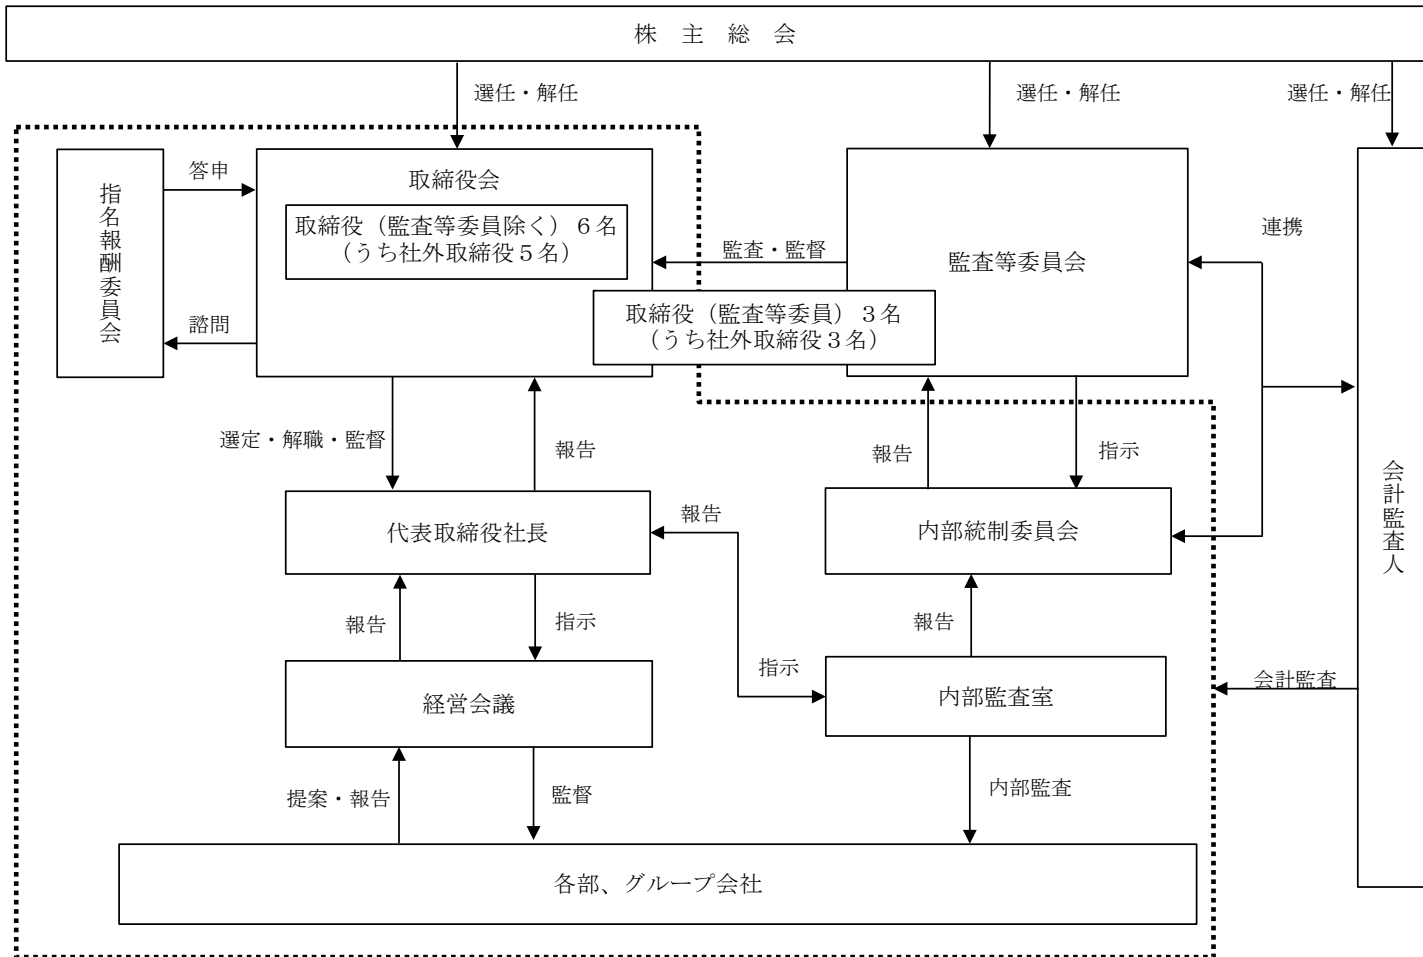 株 主 総 会
選任・解任
選任・解任
選任・解任
指名報酬委員会
答申
諮問
取締役会
取締役（監査等委員除く）６名
（うち社外取締役５名）
監査・監督
監査等委員会
取締役（監査等委員）３名
（うち社外取締役３名）
連携
選定・解職・監督
報告
報告
指示
代表取締役社長
報告
内部統制委員会
会計監査人
報告
指示
報告
指示
経営会議
内部監査室
会計監査
提案・報告
監督
内部監査
各部、グループ会社